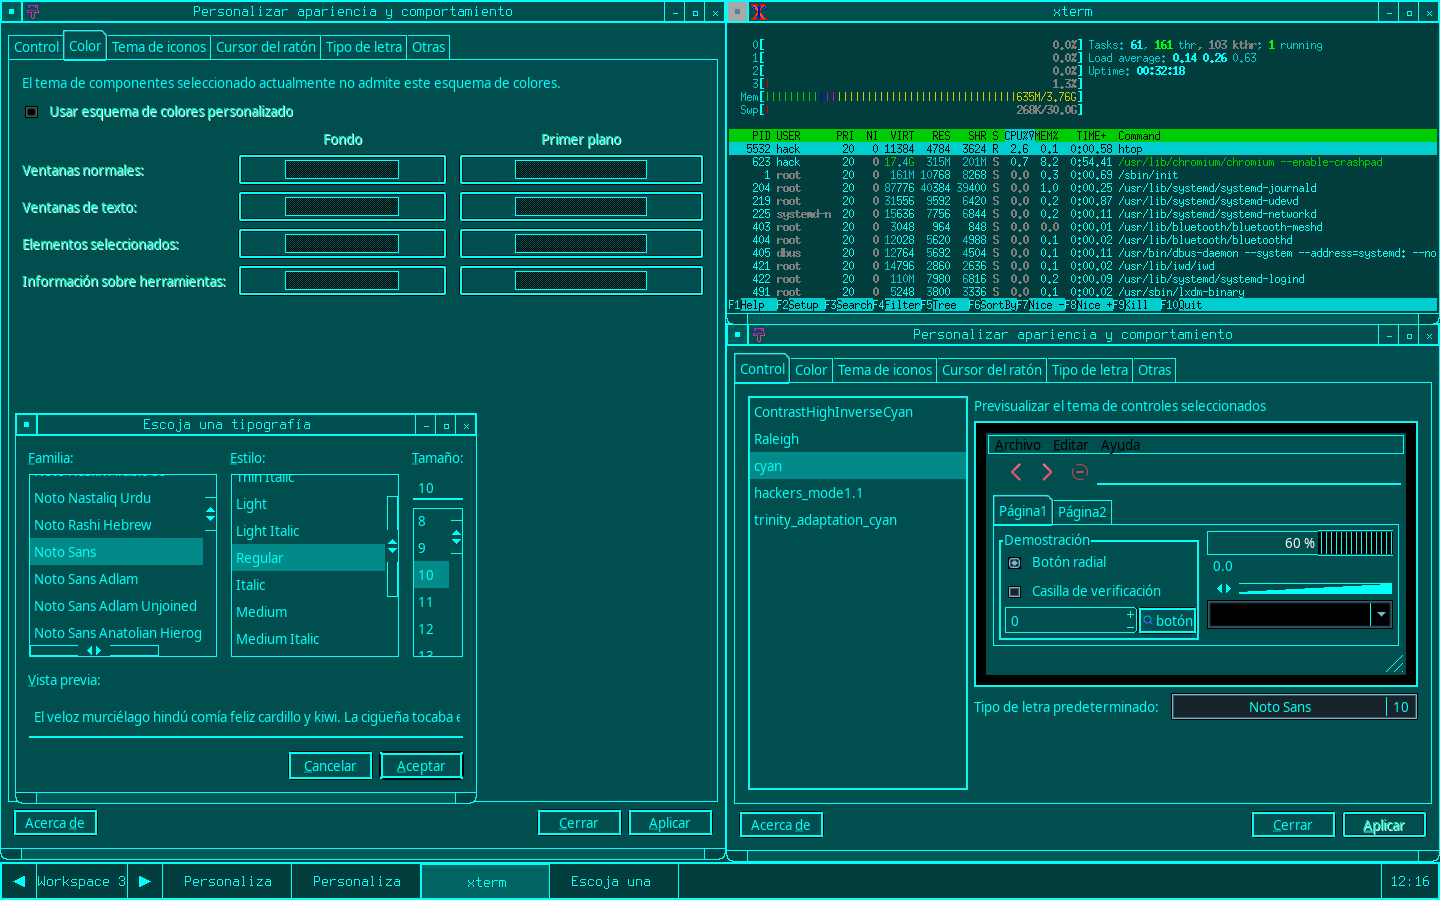 Personalizar apariencia y comportamiento
Control Color Tema de iconos Cursor del ratón Tipo de letra Otras
El tema de componentes seleccionado actualmente no admite este esquema de colores.
Usar esquema de colores personalizado
Fondo Primer plano
Ventanas normales:
Ventanas de texto:
Elementos seleccionados:
Información sobre herramientas:
Escoja una tipografía
Familia: Estilo: Tamaño:
Noto Nastaliq Urdu
Noto Rashi Hebrew
Noto Sans
Noto Sans Adlam
Noto Sans Adlam Unjoined
Noto Sans Anatolian Hierog
Thin Italic
Light
Light Italic
Regular
Italic
Medium
Medium Italic
10
8
9
10
11
12
13
Vista previa:
El veloz murciélago hindú comía feliz cardillo y kiwi. La cigüeña tocaba e
Cancelar Aceptar
Acerca de Cerrar Aplicar
xterm
0[ 0.0%] Tasks: 61, 161 thr, 103 kthr; 1 running
1[ 0.0%] Load average: 0.14 0.26 0.63
2[ 0.0%] Uptime: 00:32:18
3[ 1.3%]
Mem[||||||||||||||||||||||||||||||||||||||||635M/3.76G]
Swp[ 268K/30.0G]
PID USER PRI NI VIRT RES SHR S CPU%▽MEM% TIME+ Command
5532 hack 20 0 11384 4784 3624 R 2.6 0.1 0:00.58 htop
623 hack 20 0 17.4G 315M 201M S 0.7 8.2 0:54.41 /usr/lib/chromium/chromium --enable-crashpad
1 root 20 0 161M 10768 8268 S 0.0 0.3 0:00.69 /sbin/init
204 root 20 0 87776 40384 39400 S 0.0 1.0 0:00.25 /usr/lib/systemd/systemd-journald
219 root 20 0 31556 9592 6420 S 0.0 0.2 0:00.87 /usr/lib/systemd/systemd-udevd
225 systemd-n 20 0 15636 7756 6844 S 0.0 0.2 0:00.11 /usr/lib/systemd/systemd-networkd
403 root 20 0 3048 964 848 S 0.0 0.0 0:00.01 /usr/lib/bluetooth/bluetooth-meshd
404 root 20 0 12028 5620 4988 S 0.0 0.1 0:00.02 /usr/lib/bluetooth/bluetoothd
405 dbus 20 0 12764 5692 4504 S 0.0 0.1 0:00.11 /usr/bin/dbus-daemon --system --address=systemd: --no
421 root 20 0 14796 2860 2636 S 0.0 0.1 0:00.02 /usr/lib/iwd/iwd
422 root 20 0 110M 7980 6816 S 0.0 0.2 0:00.09 /usr/lib/systemd/systemd-logind
491 root 20 0 5248 3800 3336 S 0.0 0.1 0:00.02 /usr/sbin/lxdm-binary
F1Help F2Setup F3SearchF4FilterF5Tree F6SortByF7Nice -F8Nice +F9Kill F10Quit
Personalizar apariencia y comportamiento
Control Color Tema de iconos Cursor del ratón Tipo de letra Otras
ContrastHighInverseCyan
Raleigh
cyan
hackers_mode1.1
trinity_adaptation_cyan
Previsualizar el tema de controles seleccionados
Archivo Editar Ayuda
Página1 Página2
Demostración
Botón radial
Casilla de verificación
0 + − botón
60 %
0.0
Tipo de letra predeterminado: Noto Sans 10
Acerca de Cerrar Aplicar
Workspace 3 Personaliza Personaliza xterm Escoja una 12:16